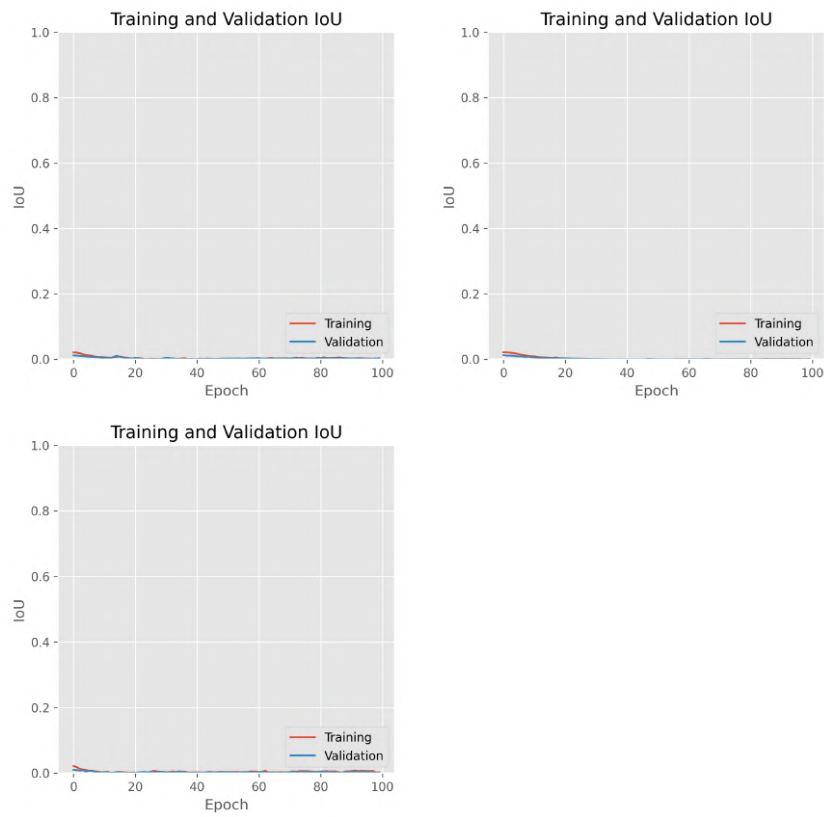 Training and Validation IoU
1.0
0.8
0.6
0.4
0.2
0.0
IoU
Training
Validation
0 20 40 60 80 100
Epoch
Training and Validation IoU
1.0
0.8
0.6
0.4
0.2
0.0
IoU
Training
Validation
0 20 40 60 80 100
Epoch
Training and Validation IoU
1.0
0.8
0.6
0.4
0.2
0.0
IoU
Training
Validation
0 20 40 60 80 100
Epoch